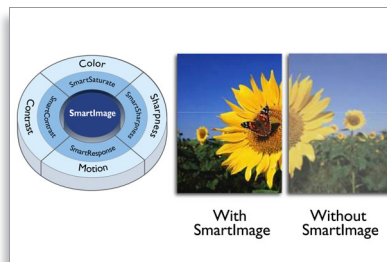 Color
SmartSaturate
Contrast
SmartContrast
SmartImage
SmartSharpness
Sharpness
SmartResponse
Motion
With
SmartImage
Without
SmartImage